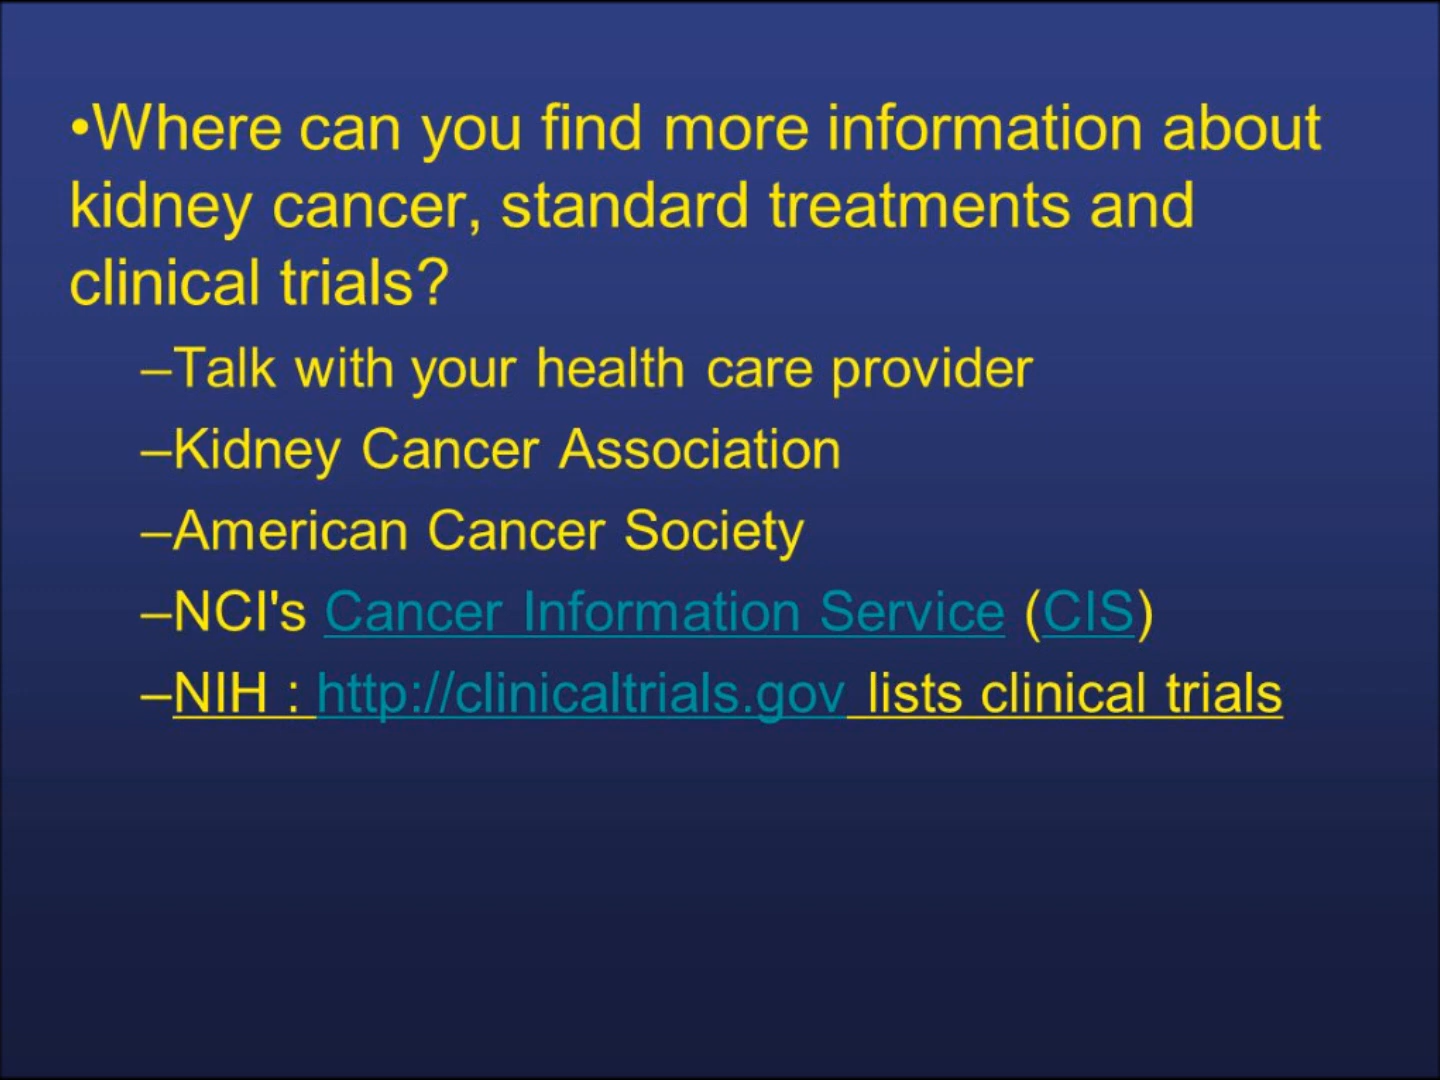 •Where can you find more information about
kidney cancer, standard treatments and
clinical trials?
–Talk with your health care provider
–Kidney Cancer Association
–American Cancer Society
–NCI's Cancer Information Service (CIS)
–NIH : http://clinicaltrials.gov lists clinical trials